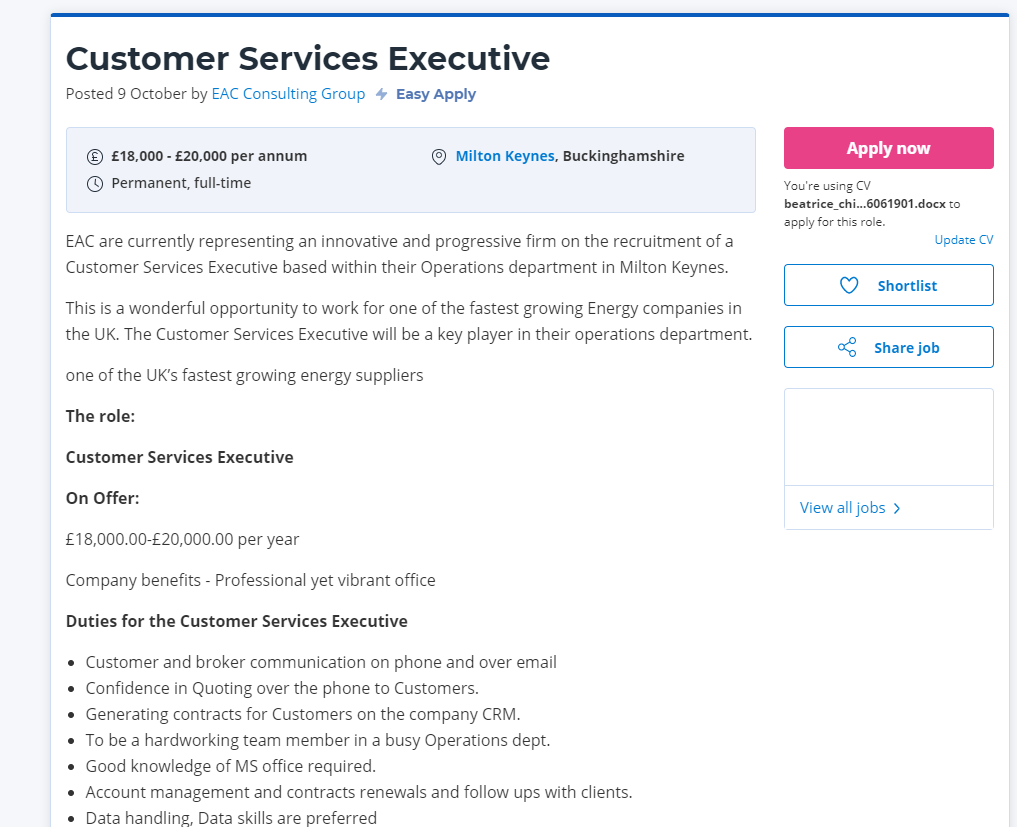 Customer Services Executive
Posted 9 October by EAC Consulting Group Easy Apply
£18,000 - £20,000 per annum
Milton Keynes, Buckinghamshire
Permanent, full-time
Apply now
You're using CV
beatrice_chi...6061901.docx to
apply for this role.
Update CV
Shortlist
Share job
View all jobs
EAC are currently representing an innovative and progressive firm on the recruitment of a
Customer Services Executive based within their Operations department in Milton Keynes.
This is a wonderful opportunity to work for one of the fastest growing Energy companies in
the UK. The Customer Services Executive will be a key player in their operations department.
one of the UK’s fastest growing energy suppliers
The role:
Customer Services Executive
On Offer:
£18,000.00-£20,000.00 per year
Company benefits - Professional yet vibrant office
Duties for the Customer Services Executive
Customer and broker communication on phone and over email
Confidence in Quoting over the phone to Customers.
Generating contracts for Customers on the company CRM.
To be a hardworking team member in a busy Operations dept.
Good knowledge of MS office required.
Account management and contracts renewals and follow ups with clients.
Data handling, Data skills are preferred